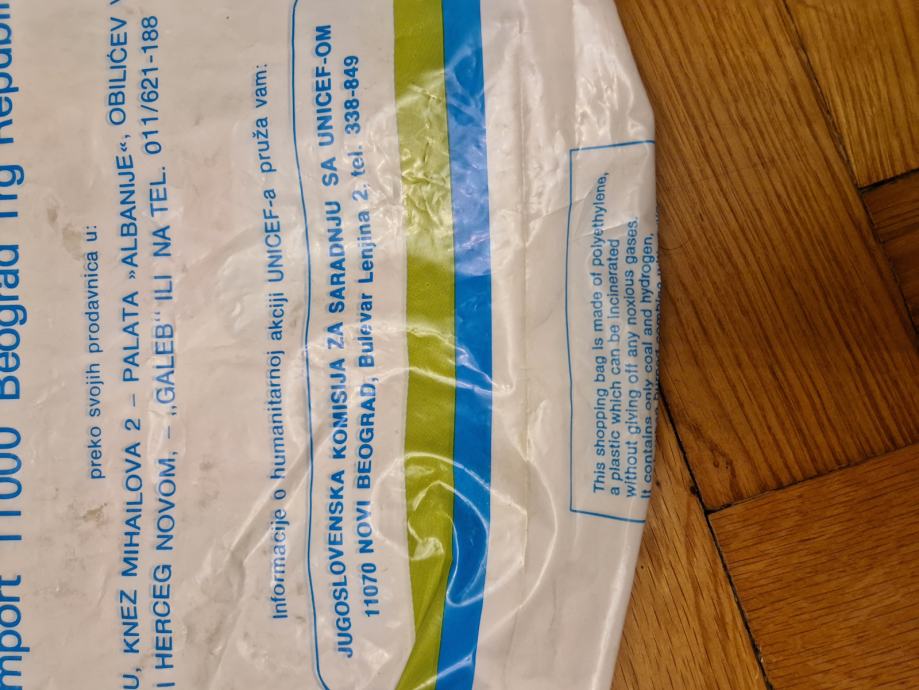 mport 11000 Beograd Trg Republi
preko svojih prodavnica u:
U, KNEZ MIHAILOVA 2 – PALATA »ALBANIJE«, OBILIĆEV V
I HERCEG NOVOM, – „GALEB“ ILI NA TEL. 011/621-188
Informacije o humanitarnoj akciji UNICEF-a pruža vam:
JUGOSLOVENSKA KOMISIJA ZA SARADNJU SA UNICEF-OM
11070 NOVI BEOGRAD, Bulevar Lenjina 2, tel. 338-849
This shopping bag is made of polyethylene,
a plastic which can be incinerated
without giving off any noxious gases.
It contains only coal and hydrogen,